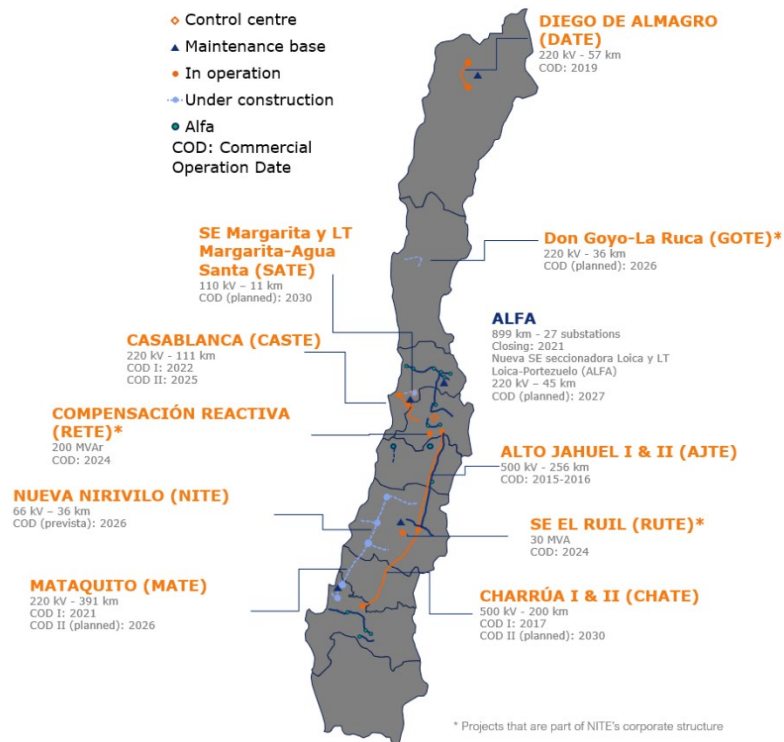 Control centre
Maintenance base
In operation
Under construction
Alfa
COD: Commercial
Operation Date
DIEGO DE ALMAGRO
(DATE)
220 kV - 57 km
COD: 2019
SE Margarita y LT
Margarita-Agua
Santa (SATE)
110 kV – 11 km
COD (planned): 2030
Don Goyo-La Ruca (GOTE)*
220 kV - 36 km
COD (planned): 2026
CASABLANCA (CASTE)
220 kV - 111 km
COD I: 2022
COD II: 2025
ALFA
899 km - 27 substations
Closing: 2021
Nueva SE seccionadora Loica y LT
Loica-Portezuelo (ALFA)
220 kV – 45 km
COD (planned): 2027
COMPENSACIÓN REACTIVA
(RETE)*
200 MVAr
COD: 2024
ALTO JAHUEL I & II (AJTE)
500 kV - 256 km
COD: 2015-2016
NUEVA NIRIVILO (NITE)
66 kV – 36 km
COD (prevista): 2026
SE EL RUIL (RUTE)*
30 MVA
COD: 2024
MATAQUITO (MATE)
220 kV - 391 km
COD I: 2021
COD II (planned): 2026
CHARRÚA I & II (CHATE)
500 kV - 200 km
COD I: 2017
COD II (planned): 2030
* Projects that are part of NITE's corporate structure